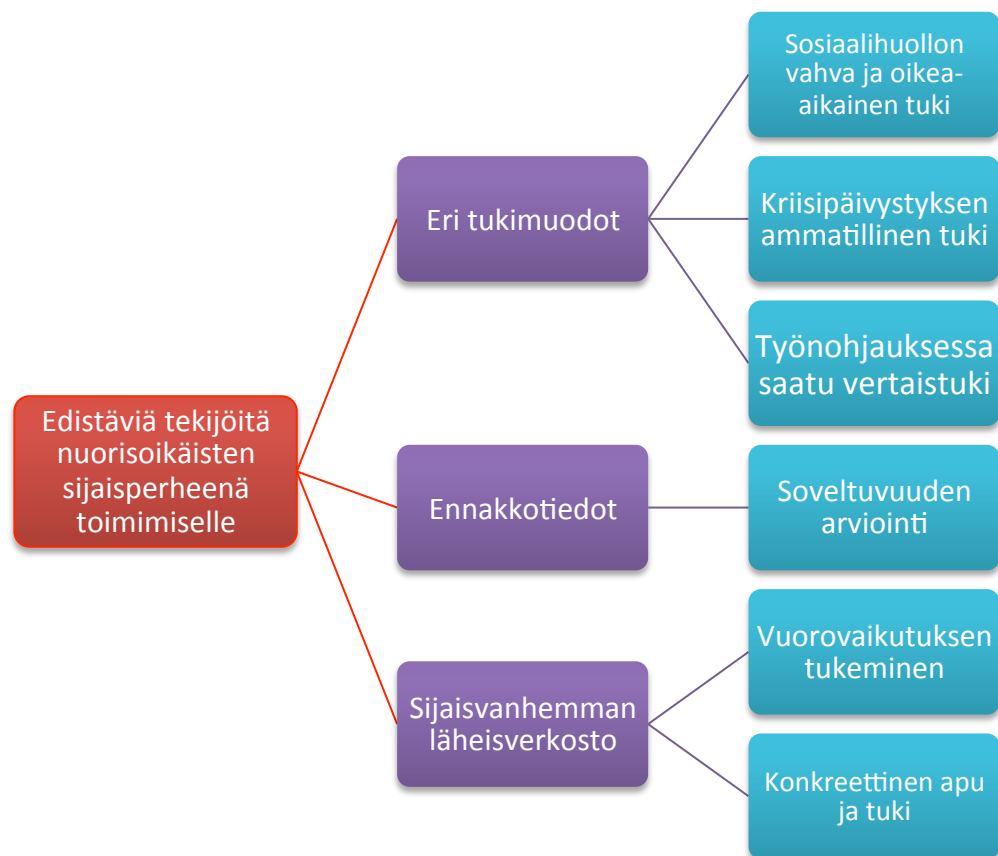 Sosiaalihuollon
vahva ja oikea-
aikainen tuki
Eri tukimuodot
Kriisipäivystyksen
ammatillinen tuki
Työnohjauksessa
saatu vertaistuki
Edistäviä tekijöitä
nuorisoikäisten
sijaisperheenä
toimimiselle
Ennakkotiedot
Soveltuvuuden
arviointi
Vuorovaikutuksen
tukeminen
Sijaisvanhemman
läheisverkosto
Konkreettinen apu
ja tuki